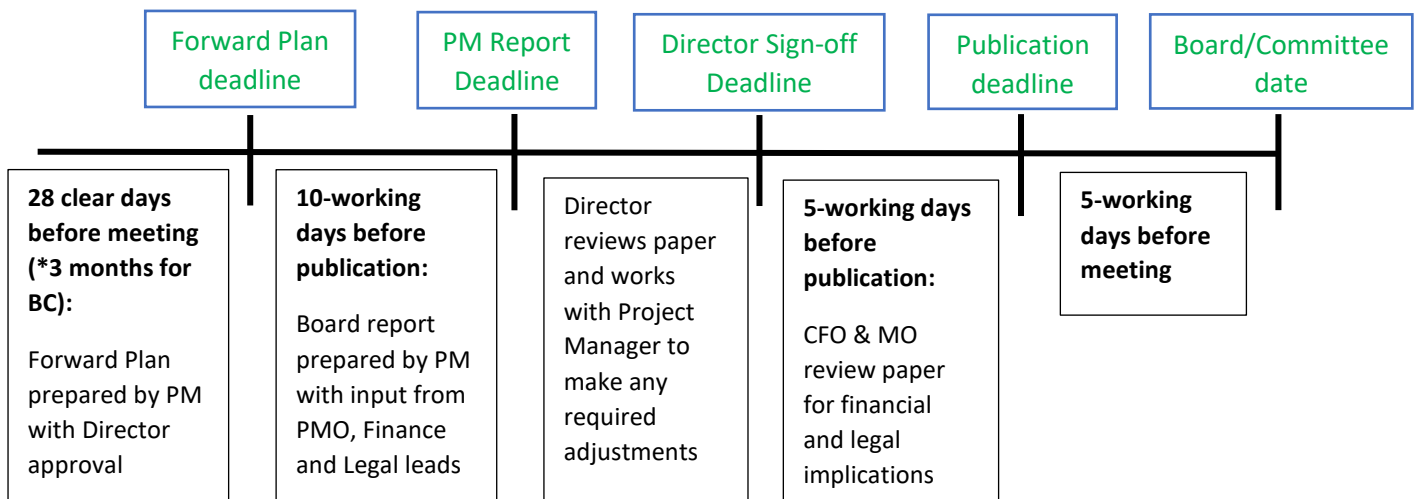 Forward Plan
deadline
PM Report
Deadline
Director Sign-off
Deadline
Publication
deadline
Board/Committee
date
28 clear days
before meeting
(*3 months for
BC):
Forward Plan
prepared by PM
with Director
approval
10-working
days before
publication:
Board report
prepared by PM
with input from
PMO, Finance
and Legal leads
Director
reviews paper
and works
with Project
Manager to
make any
required
adjustments
5-working days
before
publication:
CFO & MO
review paper
for financial
and legal
implications
5-working
days before
meeting